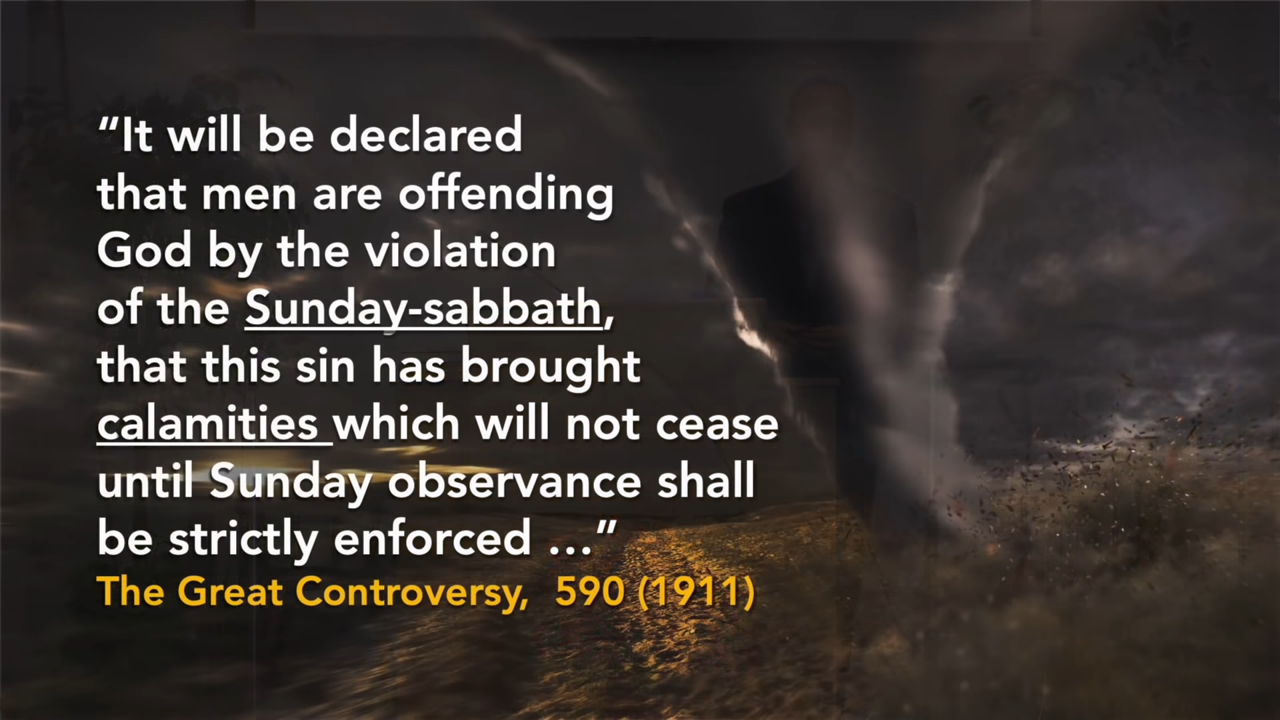 “It will be declared
that men are offending
God by the violation
of the Sunday-sabbath,
that this sin has brought
calamities which will not cease
until Sunday observance shall
be strictly enforced ...”
The Great Controversy, 590 (1911)